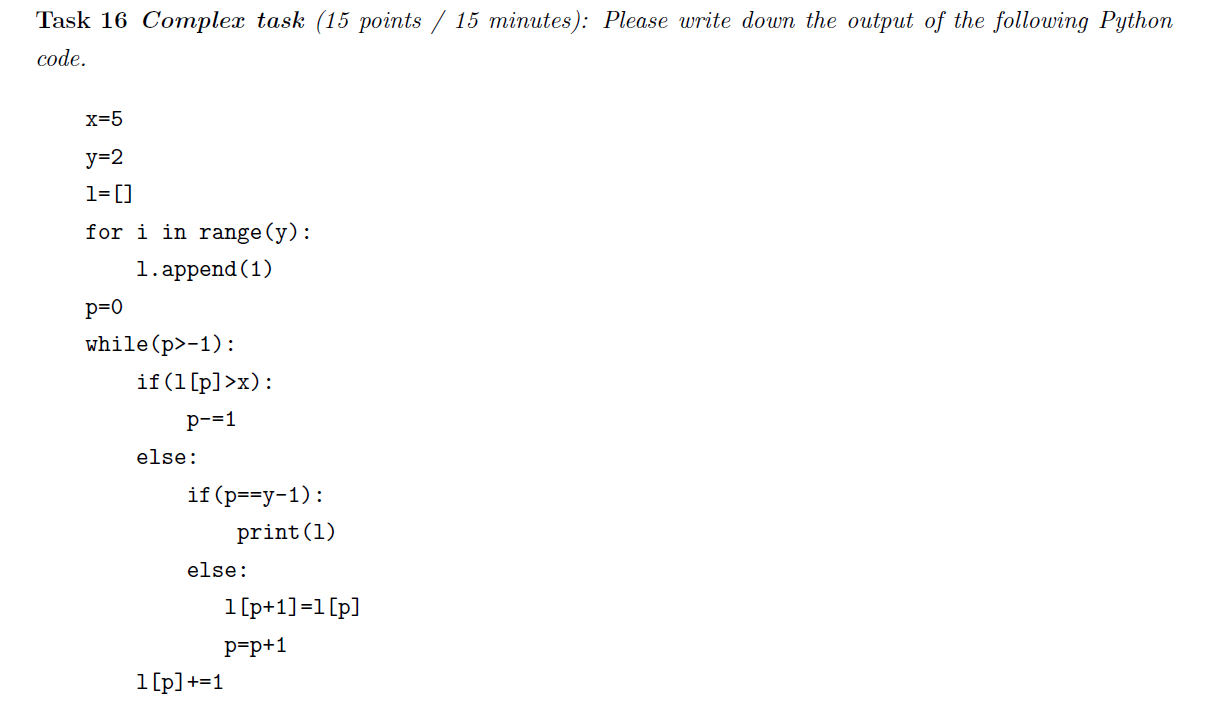 Task 16 Complex task (15 points / 15 minutes): Please write down the output of the following Python
code.
x=5
y=2
l=[]
for i in range(y):
    l.append(1)
p=0
while(p>-1):
    if(l[p]>x):
        p-=1
    else:
        if(p==y-1):
            print(l)
        else:
           l[p+1]=l[p]
           p=p+1
    l[p]+=1